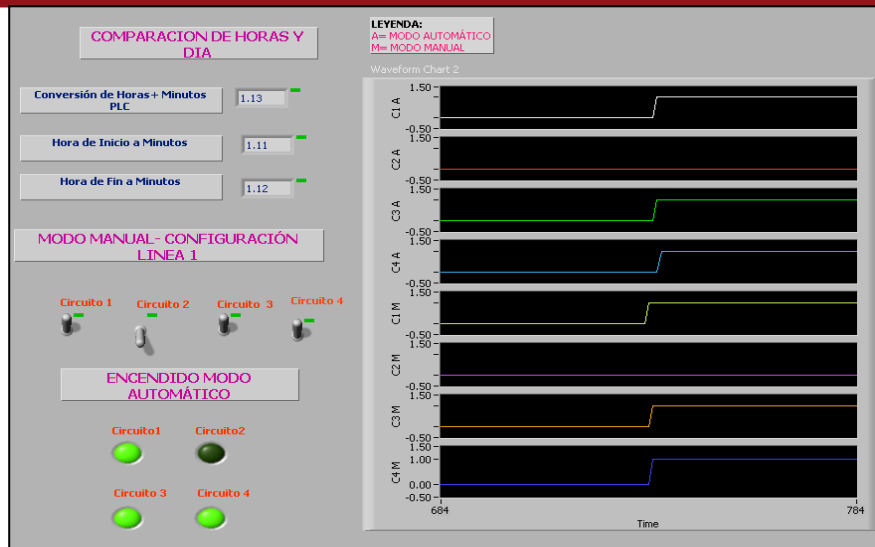 COMPARACION DE HORAS Y
DIA
Conversión de Horas+ Minutos
PLC
1.13
Hora de Inicio a Minutos
1.11
Hora de Fin a Minutos
1.12
MODO MANUAL- CONFIGURACIÓN
LINEA 1
Circuito 1
Circuito 2
Circuito 3
Circuito 4
ENCENDIDO MODO
AUTOMÁTICO
Circuito1
Circuito2
Circuito 3
Circuito 4
LEYENDA:
A= MODO AUTOMÁTICO
M= MODO MANUAL
Waveform Chart 2
1.50
C1 A
-0.50
1.50
C2 A
-0.50
1.50
C3 A
-0.50
1.50
C4 A
-0.50
1.50
C1 M
-0.50
1.50
C2 M
-0.50
1.50
C3 M
-0.50
1.50
1.00
C4 M
0.00
-0.50
684
784
Time